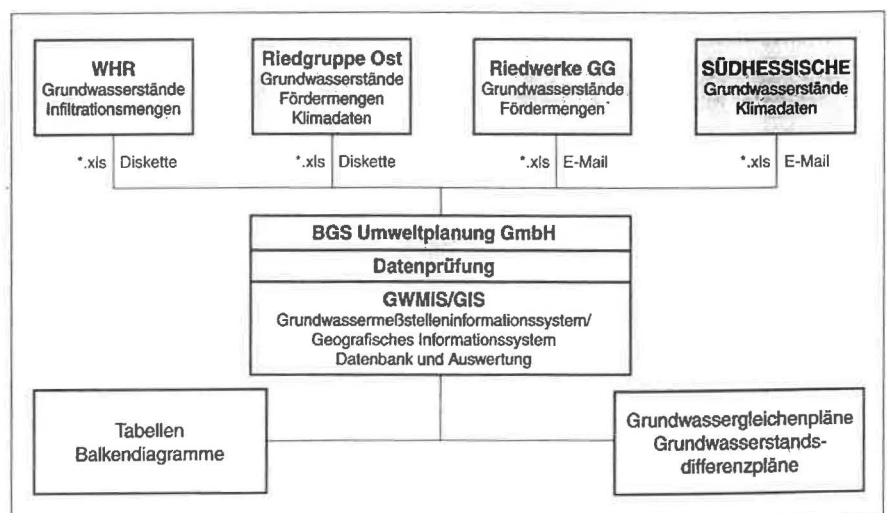 WHR
Grundwasserstände
Infiltrationsmengen
Riedgruppe Ost
Grundwasserstände
Fördermengen
Klimadaten
Riedwerke GG
Grundwasserstände
Fördermengen
SÜDHESSISCHE
Grundwasserstände
Klimadaten
*.xls Diskette
*.xls Diskette
*.xls E-Mail
*.xls E-Mail
BGS Umweltplanung GmbH
Datenprüfung
GWMIS/GIS
Grundwassermeßstelleninformationssystem/
Geografisches Informationssystem
Datenbank und Auswertung
Tabellen
Balkendiagramme
Grundwassergleichenpläne
Grundwasserstands-
differenzpläne